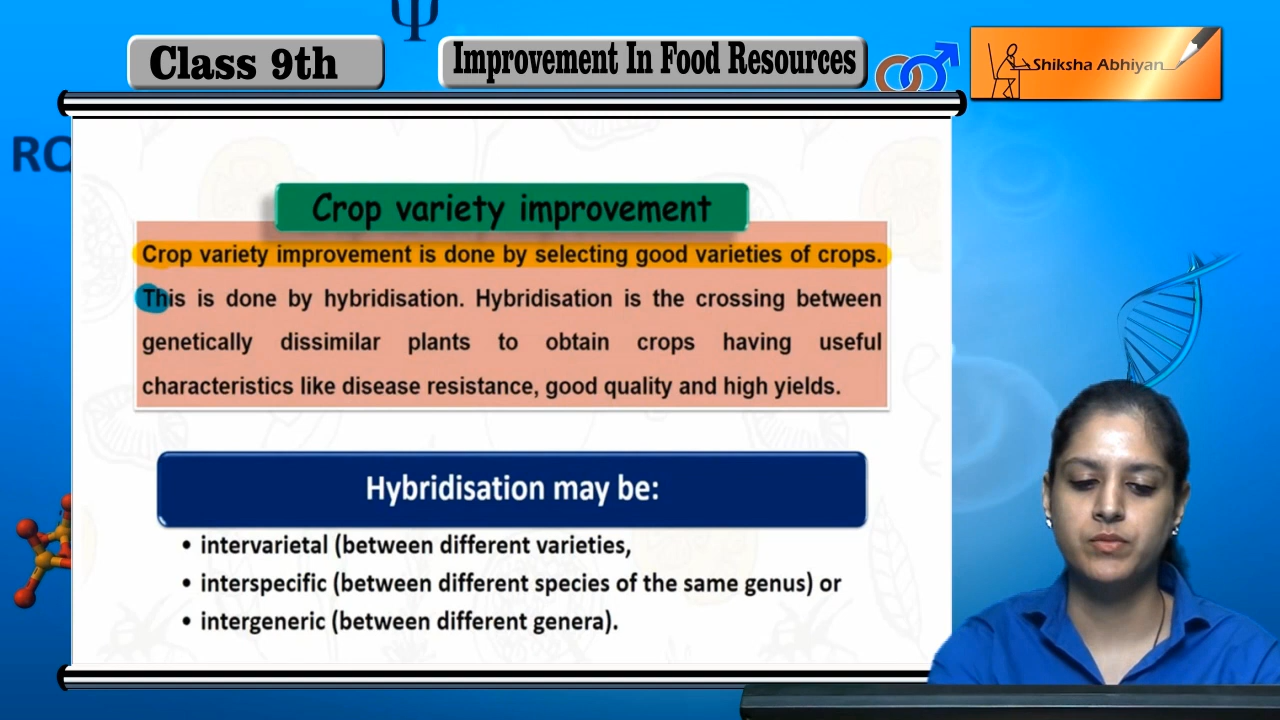 Ψ
Class 9th
Improvement In Food Resources
Shiksha Abhiyan
RO
Crop variety improvement
Crop variety improvement is done by selecting good varieties of crops.
This is done by hybridisation. Hybridisation is the crossing between
genetically dissimilar plants to obtain crops having useful
characteristics like disease resistance, good quality and high yields.
Hybridisation may be:
• intervarietal (between different varieties,
• interspecific (between different species of the same genus) or
• intergeneric (between different genera).